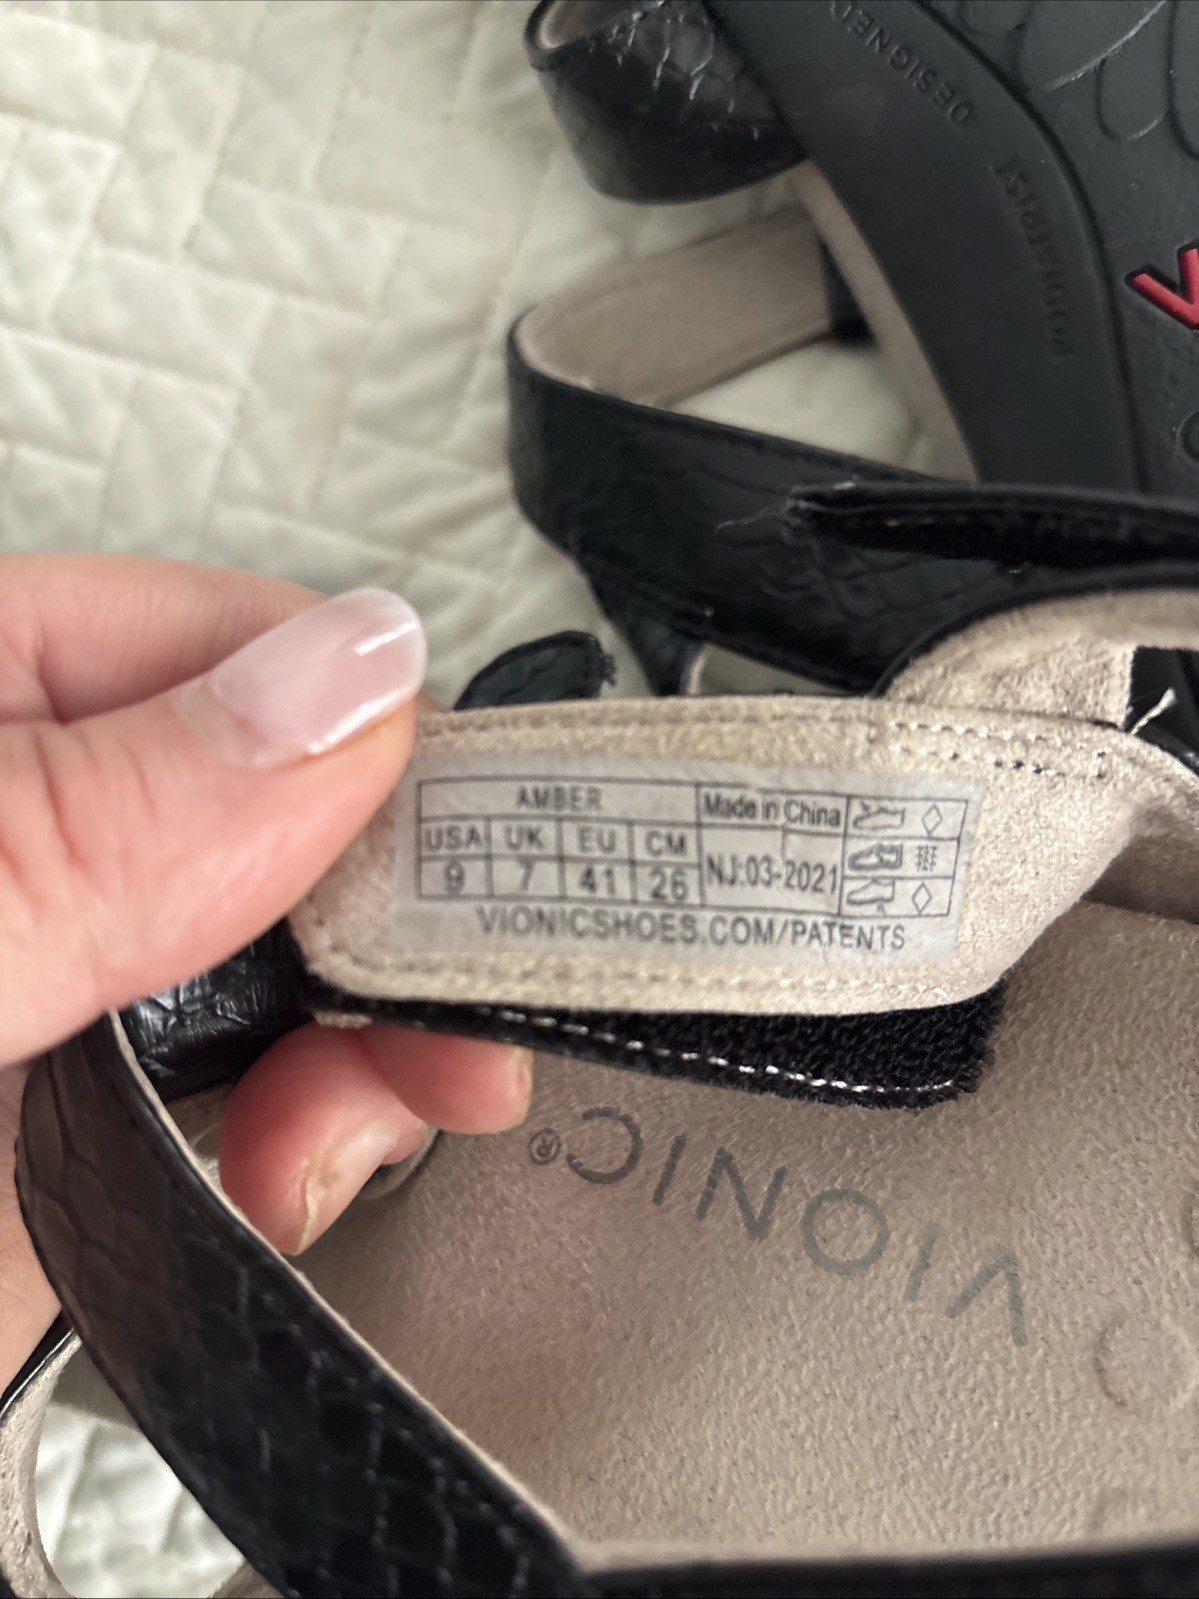 DESIGNED
PODIATRIST
V
AMBER
Made in China
USA UK EU CM
9 7 41 26
NJ:03-2021
VIONICSHOES.COM/PATENTS
VIONIC®